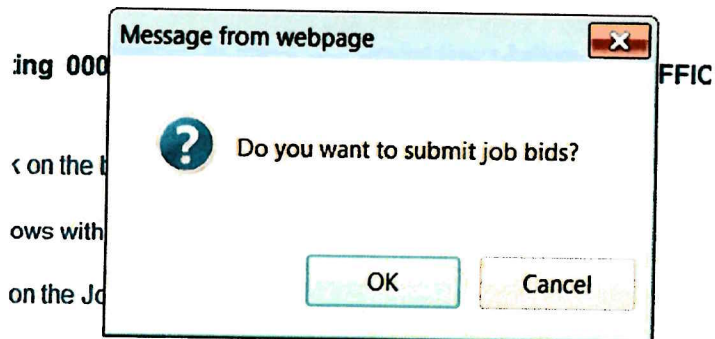 Message from webpage
ing 000
FFIC
Do you want to submit job bids?
on the
ows with
on the
OK
Cancel